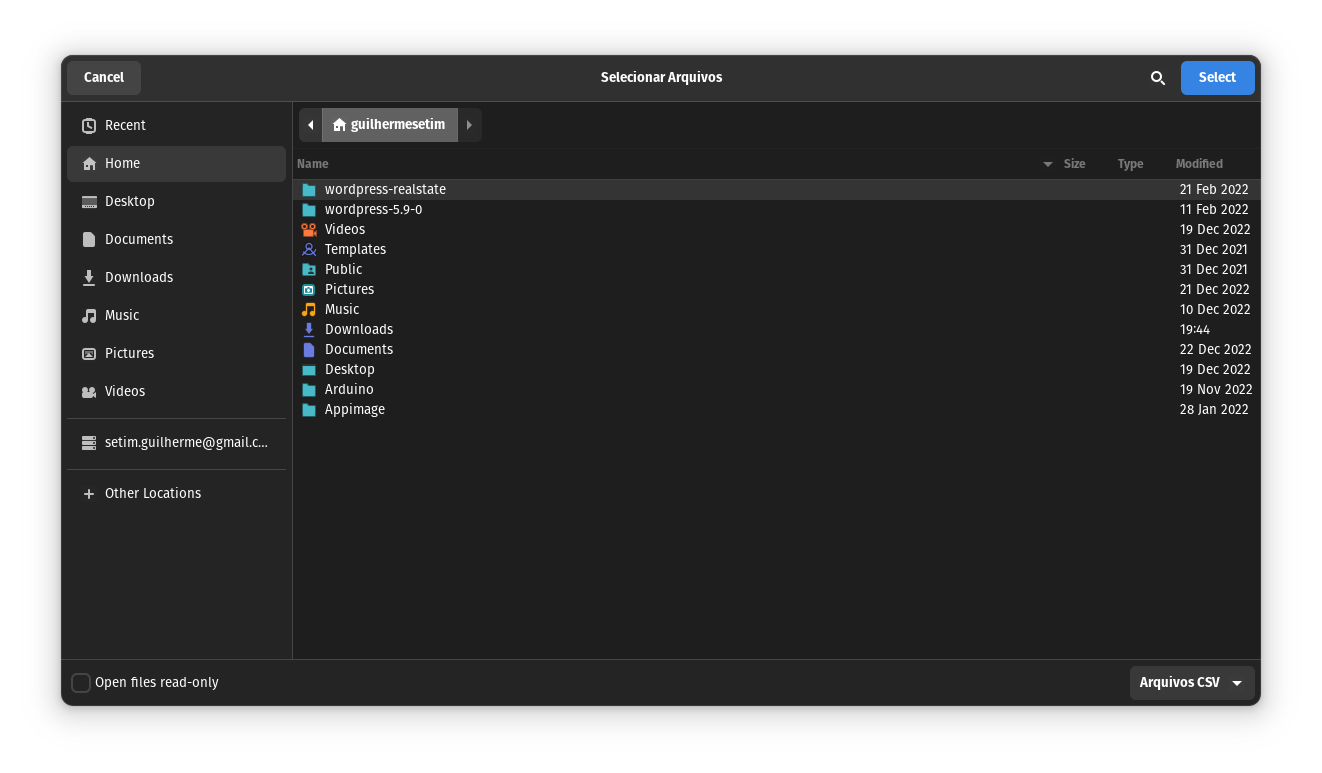 Cancel
Selecionar Arquivos
Select
Recent
Home
Desktop
Documents
Downloads
Music
Pictures
Videos
setim.guilherme@gmail.c...
Other Locations
guilhermesetim
Name Size Type Modified
wordpress-realstate 21 Feb 2022
wordpress-5.9-0 11 Feb 2022
Videos 19 Dec 2022
Templates 31 Dec 2021
Public 31 Dec 2021
Pictures 21 Dec 2022
Music 10 Dec 2022
Downloads 19:44
Documents 22 Dec 2022
Desktop 19 Dec 2022
Arduino 19 Nov 2022
Appimage 28 Jan 2022
Open files read-only
Arquivos CSV